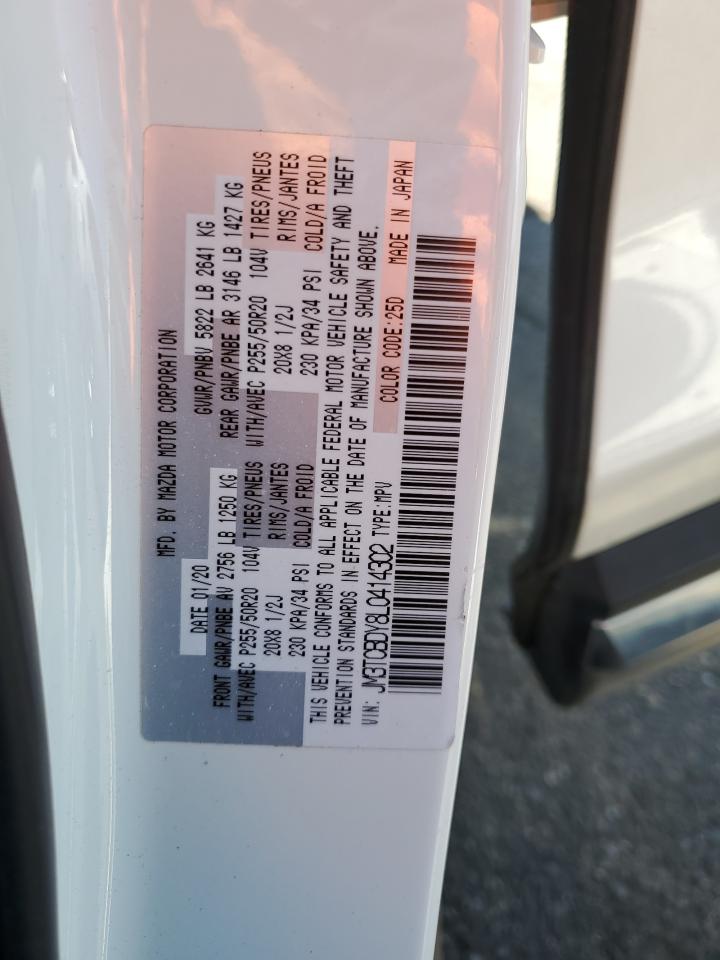 MFD. BY MAZDA MOTOR CORPORATION
DATE 01/20 GVWR/PNBV 5822 LB 2641 KG
FRONT GAWR/PNBE AV 2756 LB 1250 KG REAR GAWR/PNBE AR 3146 LB 1427 KG
WITH/AVEC P255/50R20 104V TIRES/PNEUS WITH/AVEC P255/50R20 104V TIRES/PNEUS
20X8 1/2J RIMS/JANTES 20X8 1/2J RIMS/JANTES
230 KPA/34 PSI COLD/A FROID 230 KPA/34 PSI COLD/A FROID
THIS VEHICLE CONFORMS TO ALL APPLICABLE FEDERAL MOTOR VEHICLE SAFETY AND THEFT
PREVENTION STANDARDS IN EFFECT ON THE DATE OF MANUFACTURE SHOWN ABOVE.
VIN: JM3TCBDY8L0414302 TYPE:MPV COLOR CODE:25D MADE IN JAPAN